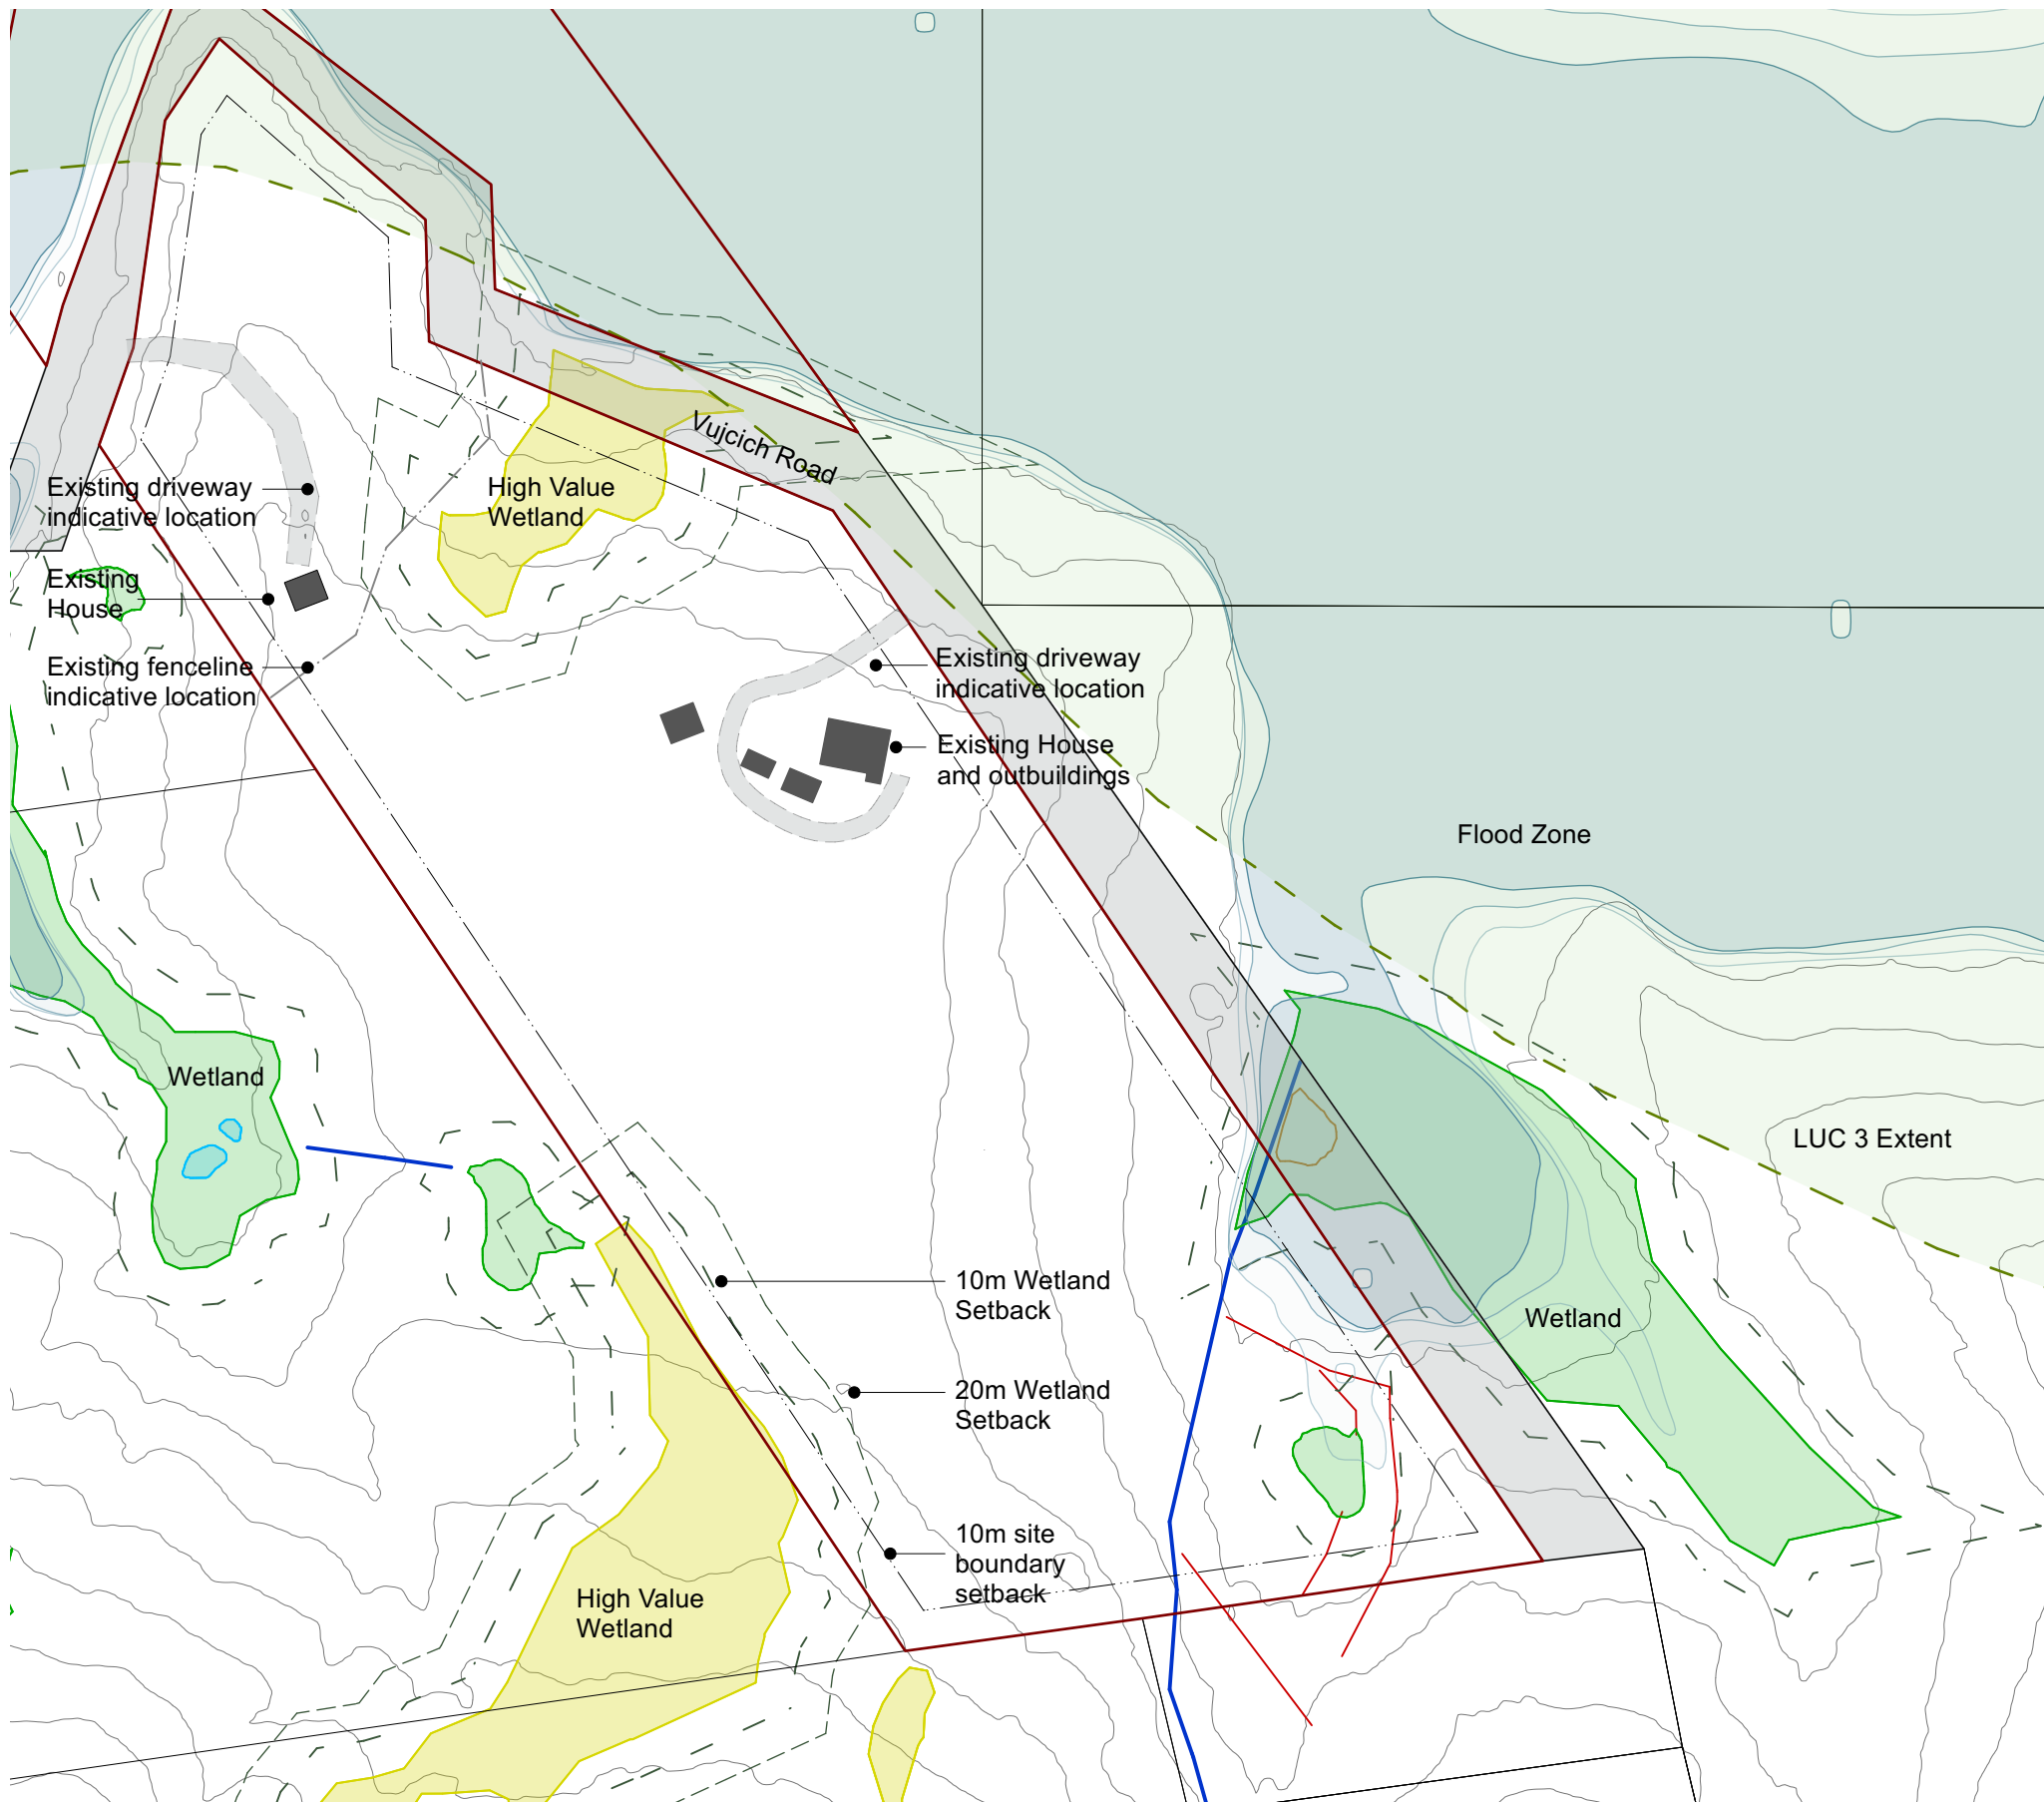 Vujcich Road
Existing driveway
indicative location
High Value
Wetland
Existing
House
Existing fenceline
indicative location
Existing driveway
indicative location
Existing House
and outbuildings
Flood Zone
Wetland
LUC 3 Extent
10m Wetland
Setback
Wetland
20m Wetland
Setback
10m site
boundary
setback
High Value
Wetland